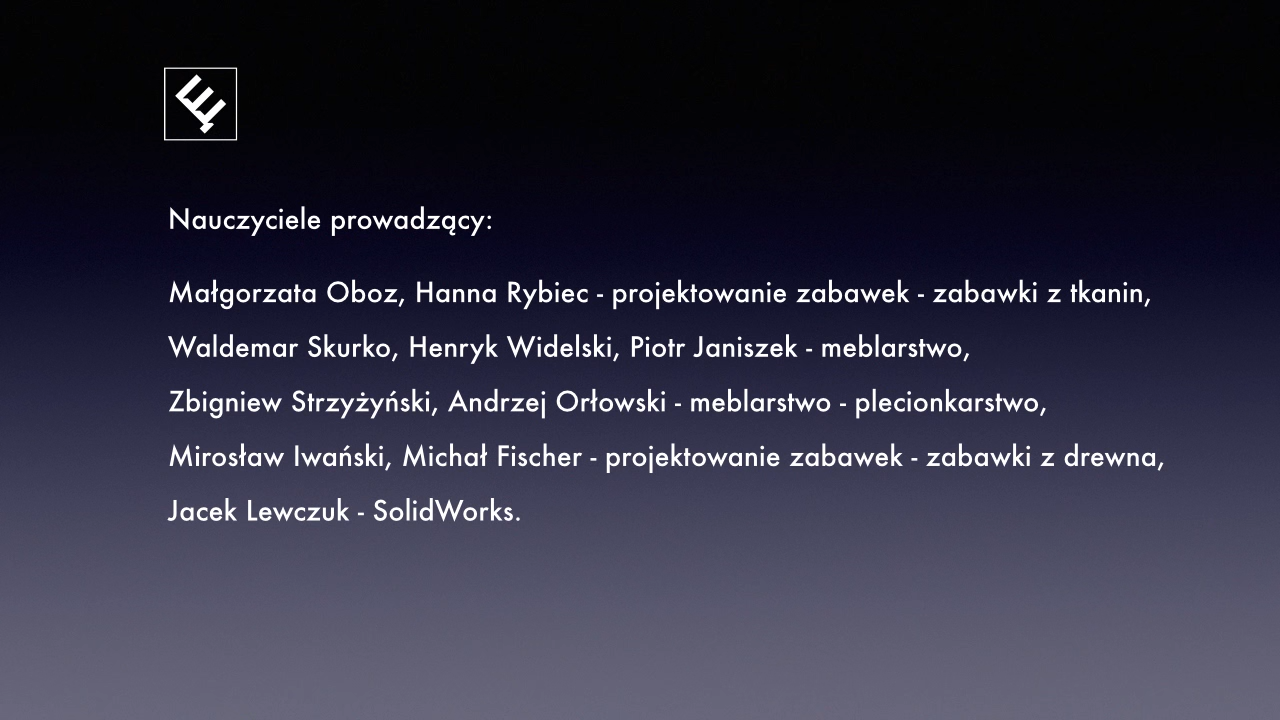 Nauczyciele prowadzący:
Małgorzata Oboz, Hanna Rybiec - projektowanie zabawek - zabawki z tkanin,
Waldemar Skurko, Henryk Widelski, Piotr Janiszek - meblarstwo,
Zbigniew Strzyżyński, Andrzej Orłowski - meblarstwo - plecionkarstwo,
Mirosław Iwański, Michał Fischer - projektowanie zabawek - zabawki z drewna,
Jacek Lewczuk - SolidWorks.